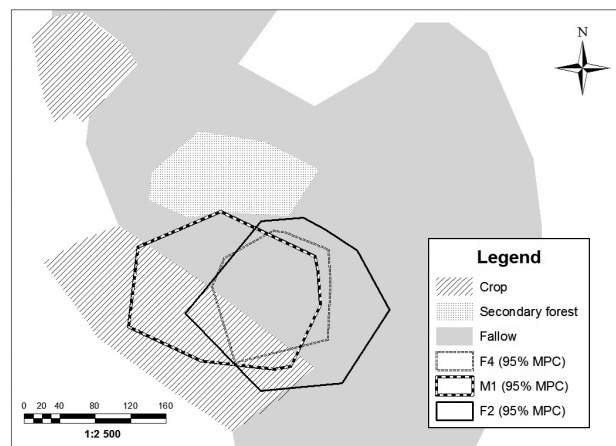 N
Legend
Crop
Secondary forest
Fallow
F4 (95% MPC)
M1 (95% MPC)
F2 (95% MPC)
0 20 40 80 120 160
1:2 500